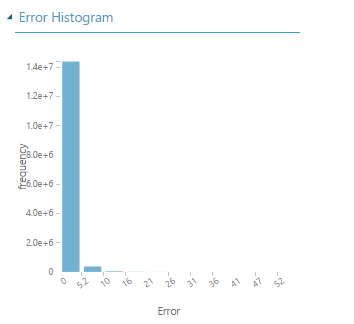 Error Histogram
frequency
1.4e+7
1.2e+7
1.0e+7
8.0e+6
6.0e+6
4.0e+6
2.0e+6
0
0 5.2 10 16 21 26 31 36 41 47 52
Error